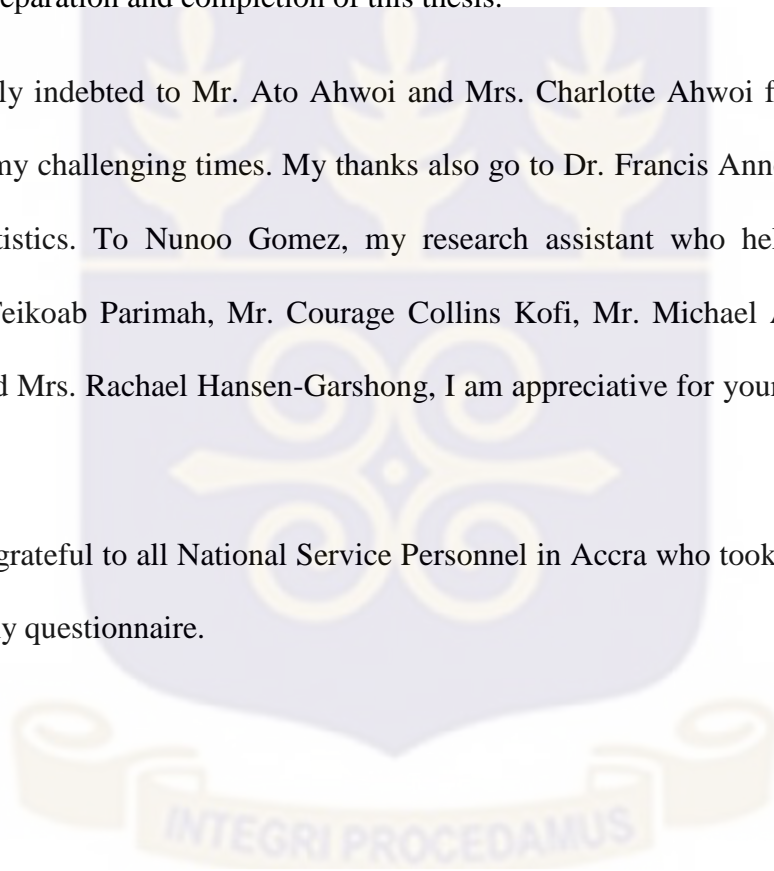 eparation and completion of this thesis.
ly indebted to Mr. Ato Ahwoi and Mrs. Charlotte Ahwoi f
my challenging times. My thanks also go to Dr. Francis Ann
tistics. To Nunoo Gomez, my research assistant who hel
eikoab Parimah, Mr. Courage Collins Kofi, Mr. Michael
d Mrs. Rachael Hansen-Garshong, I am appreciative for your
grateful to all National Service Personnel in Accra who took
y questionnaire.
INTEGRI PROCEDAMUS